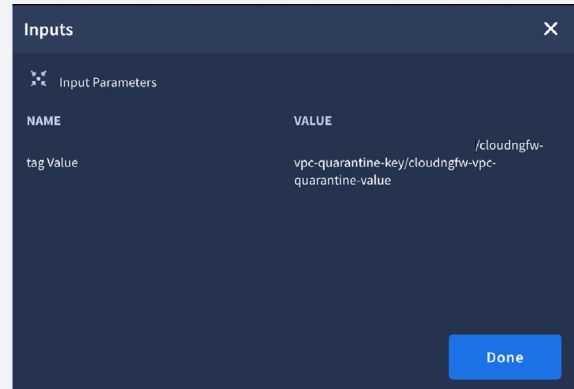 Inputs
Input Parameters
NAME VALUE
/cloudngfw-
tag Value vpc-quarantine-key/cloudngfw-vpc-
quarantine-value
Done